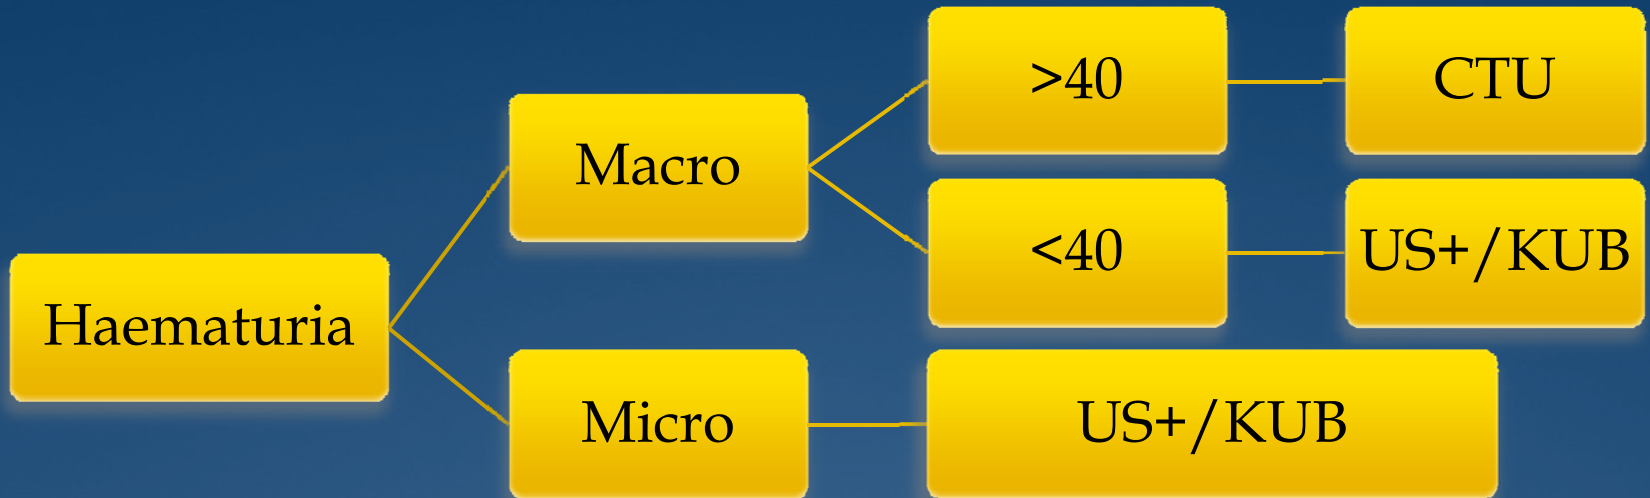 Haematuria
Macro
>40
CTU
<40
US+/KUB
Micro
US+/KUB